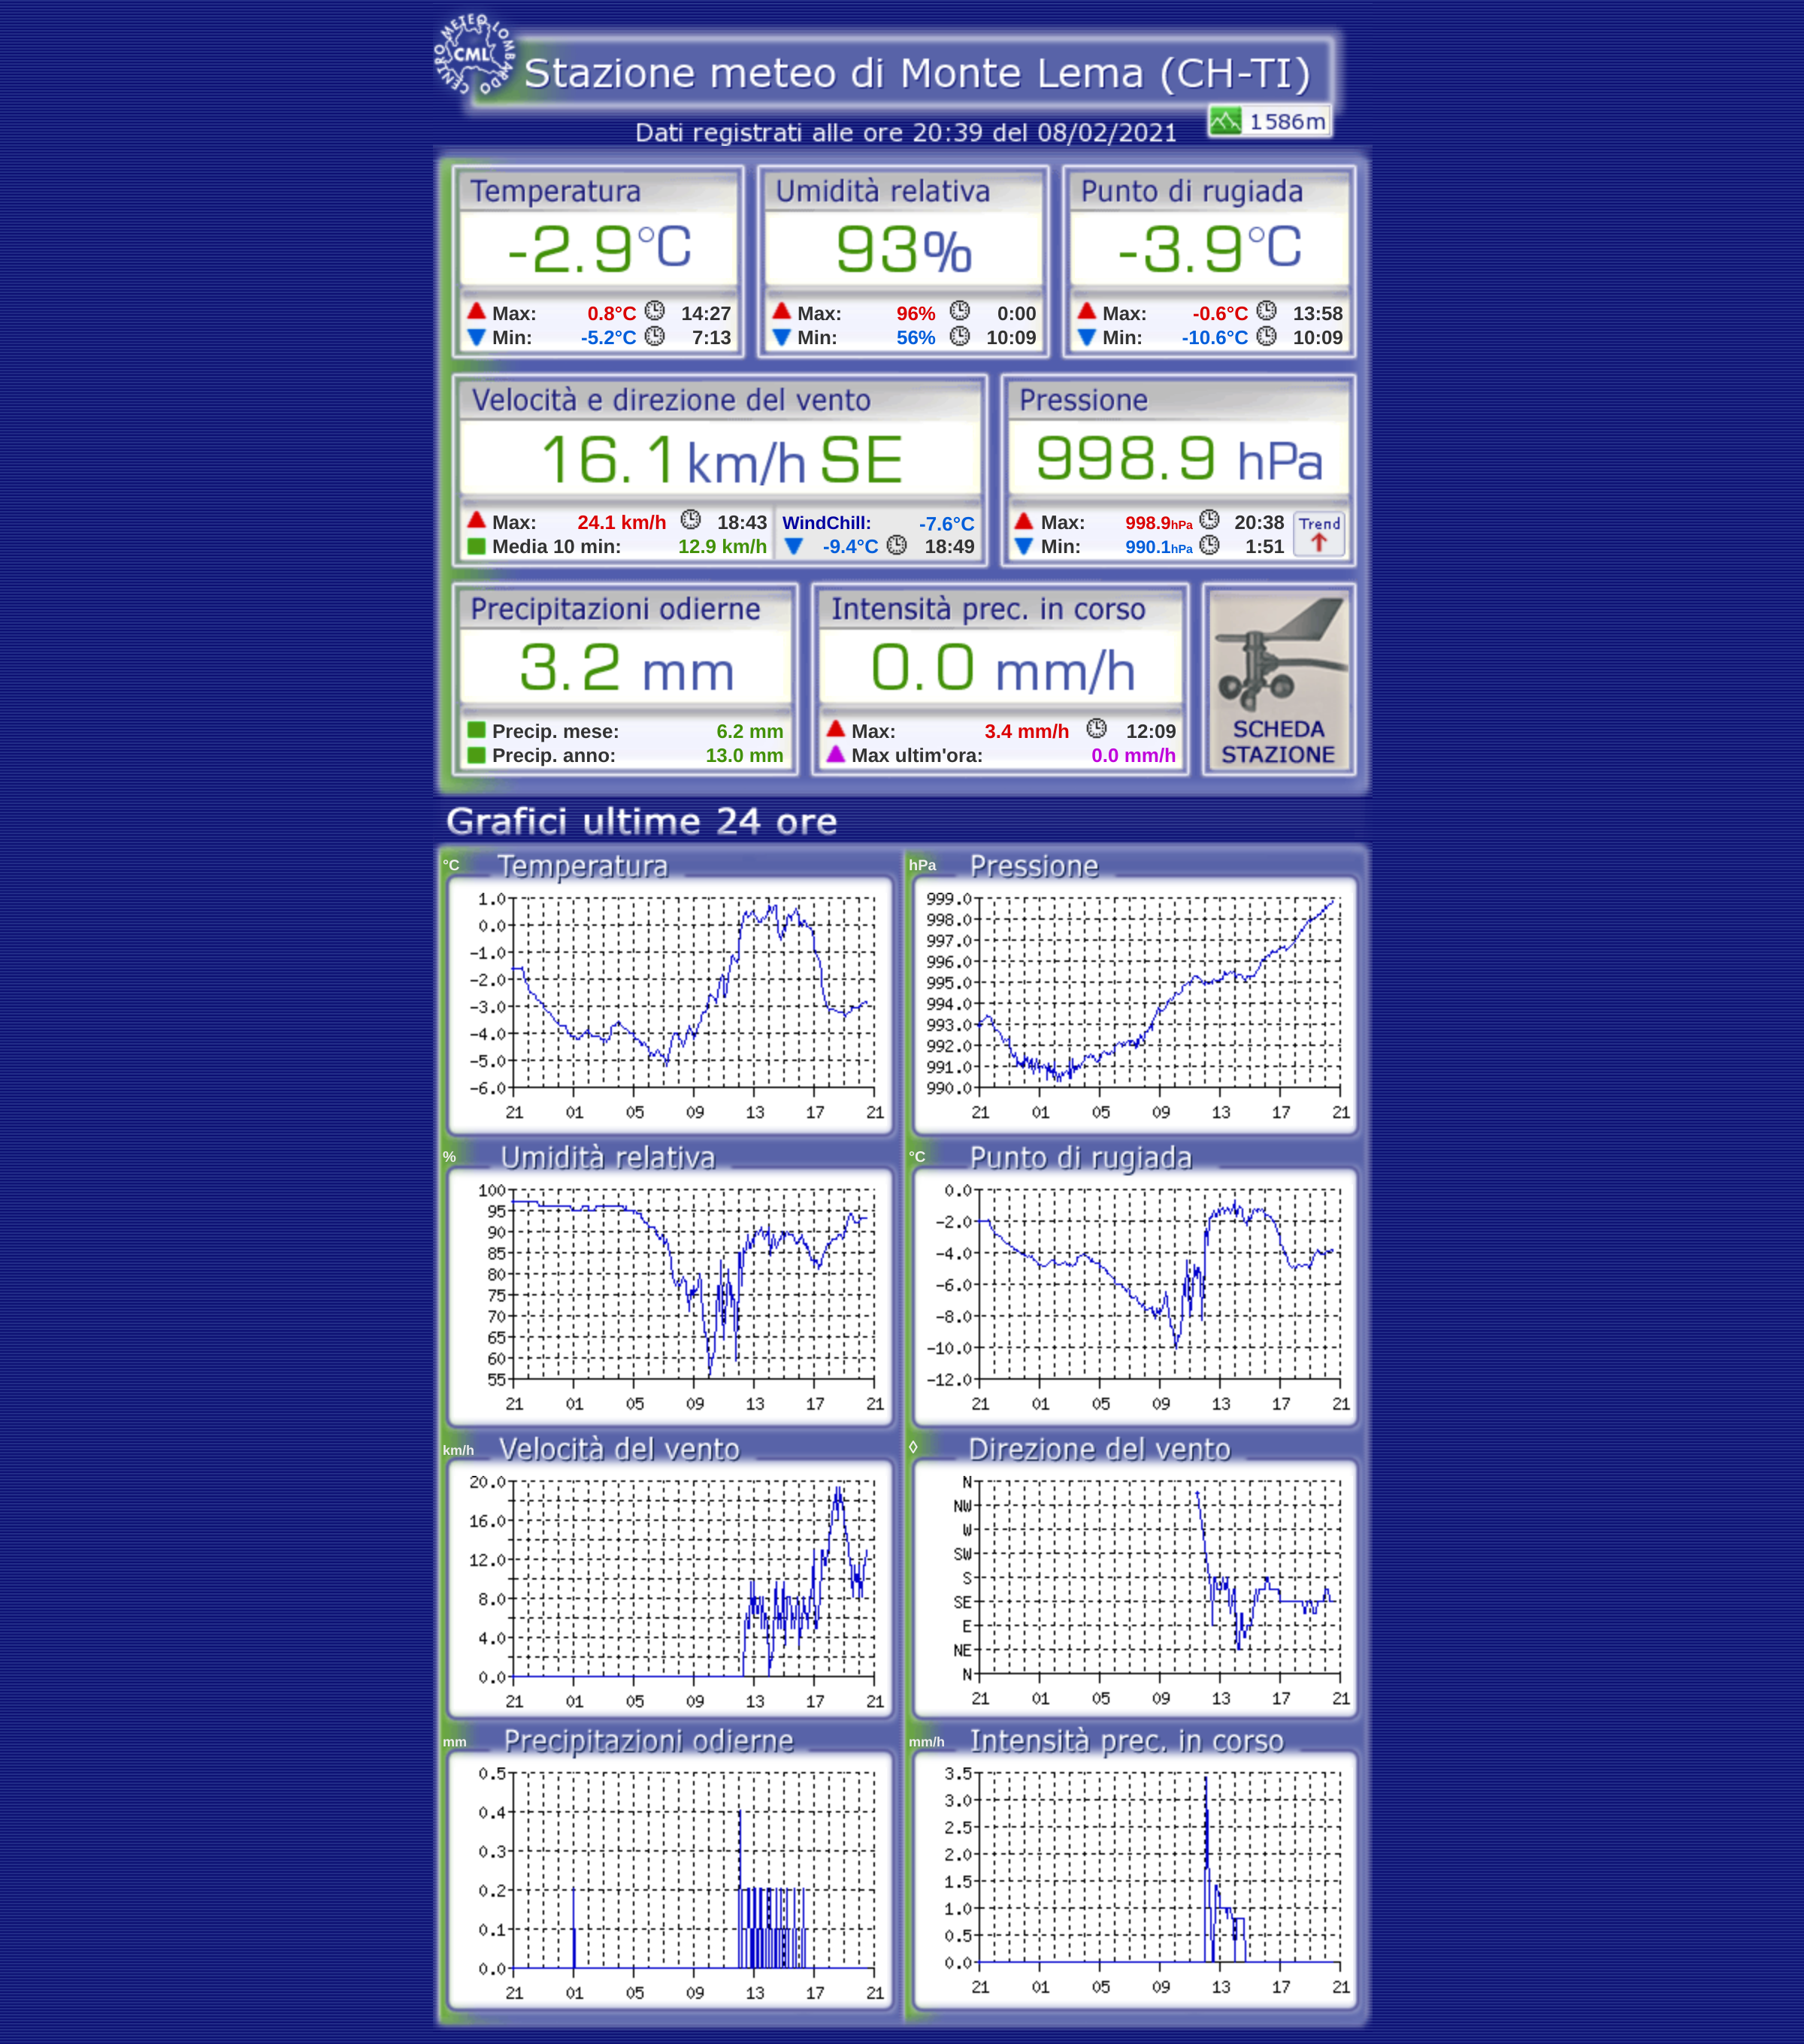 CENTRO METEO LOMBARDO
CML
Stazione meteo di Monte Lema (CH-TI)
1586m
Dati registrati alle ore 20:39 del 08/02/2021
Temperatura
-2.9°C
Max: 0.8°C 14:27
Min: -5.2°C 7:13
Umidità relativa
93%
Max: 96% 0:00
Min: 56% 10:09
Punto di rugiada
-3.9°C
Max: -0.6°C 13:58
Min: -10.6°C 10:09
Velocità e direzione del vento
16.1 km/h SE
Max: 24.1 km/h 18:43
Media 10 min: 12.9 km/h
WindChill: -7.6°C
-9.4°C 18:49
Pressione
998.9 hPa
Max: 998.9hPa 20:38
Min: 990.1hPa 1:51
Trend
Precipitazioni odierne
3.2 mm
Precip. mese: 6.2 mm
Precip. anno: 13.0 mm
Intensità prec. in corso
0.0 mm/h
Max: 3.4 mm/h 12:09
Max ultim'ora: 0.0 mm/h
SCHEDA
STAZIONE
Grafici ultime 24 ore
°C Temperatura
1.0
0.0
-1.0
-2.0
-3.0
-4.0
-5.0
-6.0
21 01 05 09 13 17 21
hPa Pressione
999.0
998.0
997.0
996.0
995.0
994.0
993.0
992.0
991.0
990.0
21 01 05 09 13 17 21
% Umidità relativa
100
95
90
85
80
75
70
65
60
55
21 01 05 09 13 17 21
°C Punto di rugiada
0.0
-2.0
-4.0
-6.0
-8.0
-10.0
-12.0
21 01 05 09 13 17 21
km/h Velocità del vento
20.0
16.0
12.0
8.0
4.0
0.0
21 01 05 09 13 17 21
◊ Direzione del vento
N
NW
W
SW
S
SE
E
NE
N
21 01 05 09 13 17 21
mm Precipitazioni odierne
0.5
0.4
0.3
0.2
0.1
0.0
21 01 05 09 13 17 21
mm/h Intensità prec. in corso
3.5
3.0
2.5
2.0
1.5
1.0
0.5
0.0
21 01 05 09 13 17 21